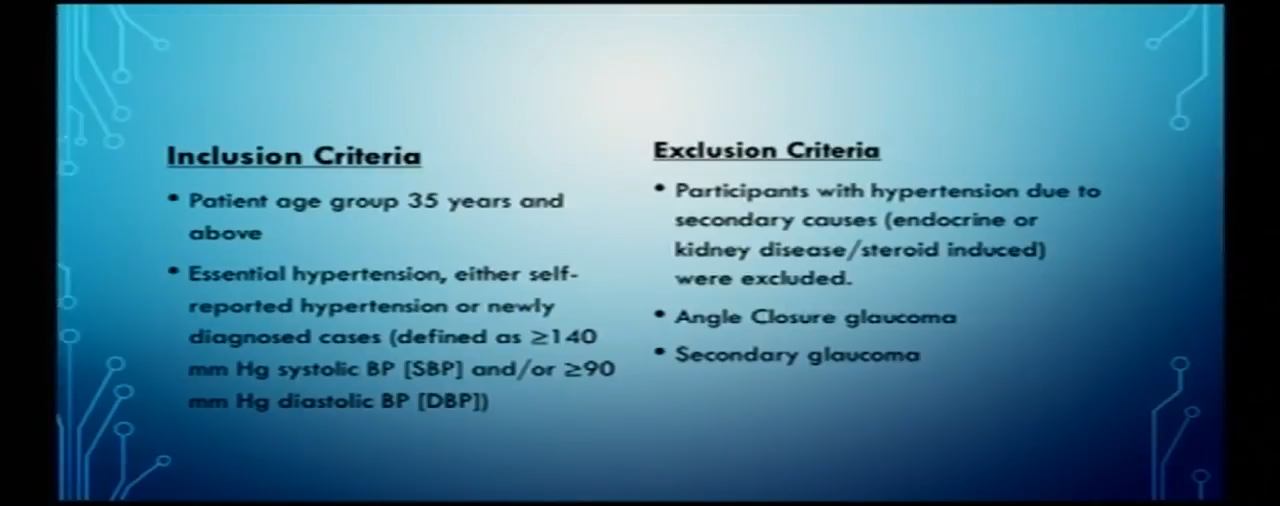 Inclusion Criteria
• Patient age group 35 years and
above
• Essential hypertension, either self-
reported hypertension or newly
diagnosed cases (defined as ≥140
mm Hg systolic BP [SBP] and/or ≥90
mm Hg diastolic BP [DBP])
Exclusion Criteria
• Participants with hypertension due to
secondary causes (endocrine or
kidney disease/steroid induced)
were excluded.
• Angle Closure glaucoma
• Secondary glaucoma